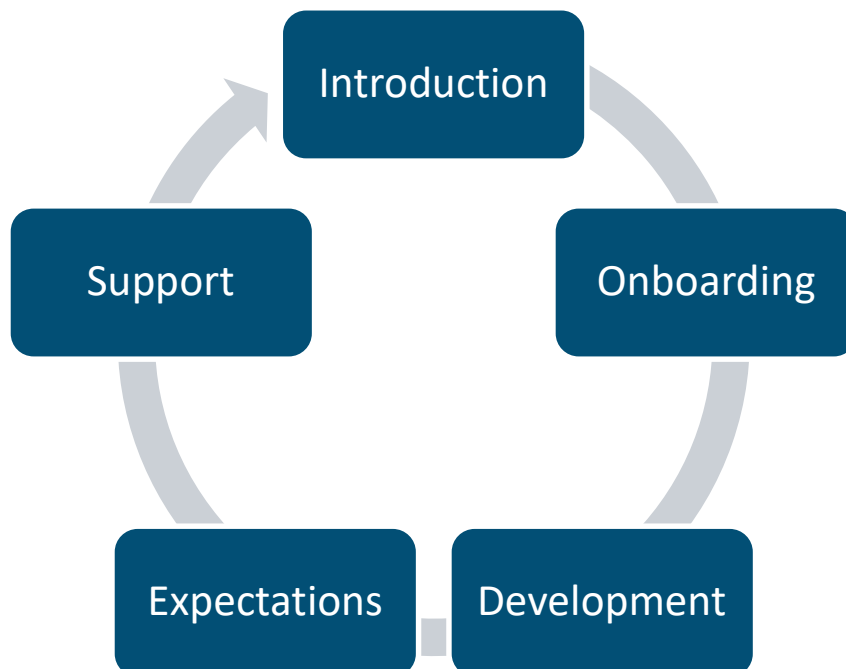 Introduction
Onboarding
Development
Expectations
Support